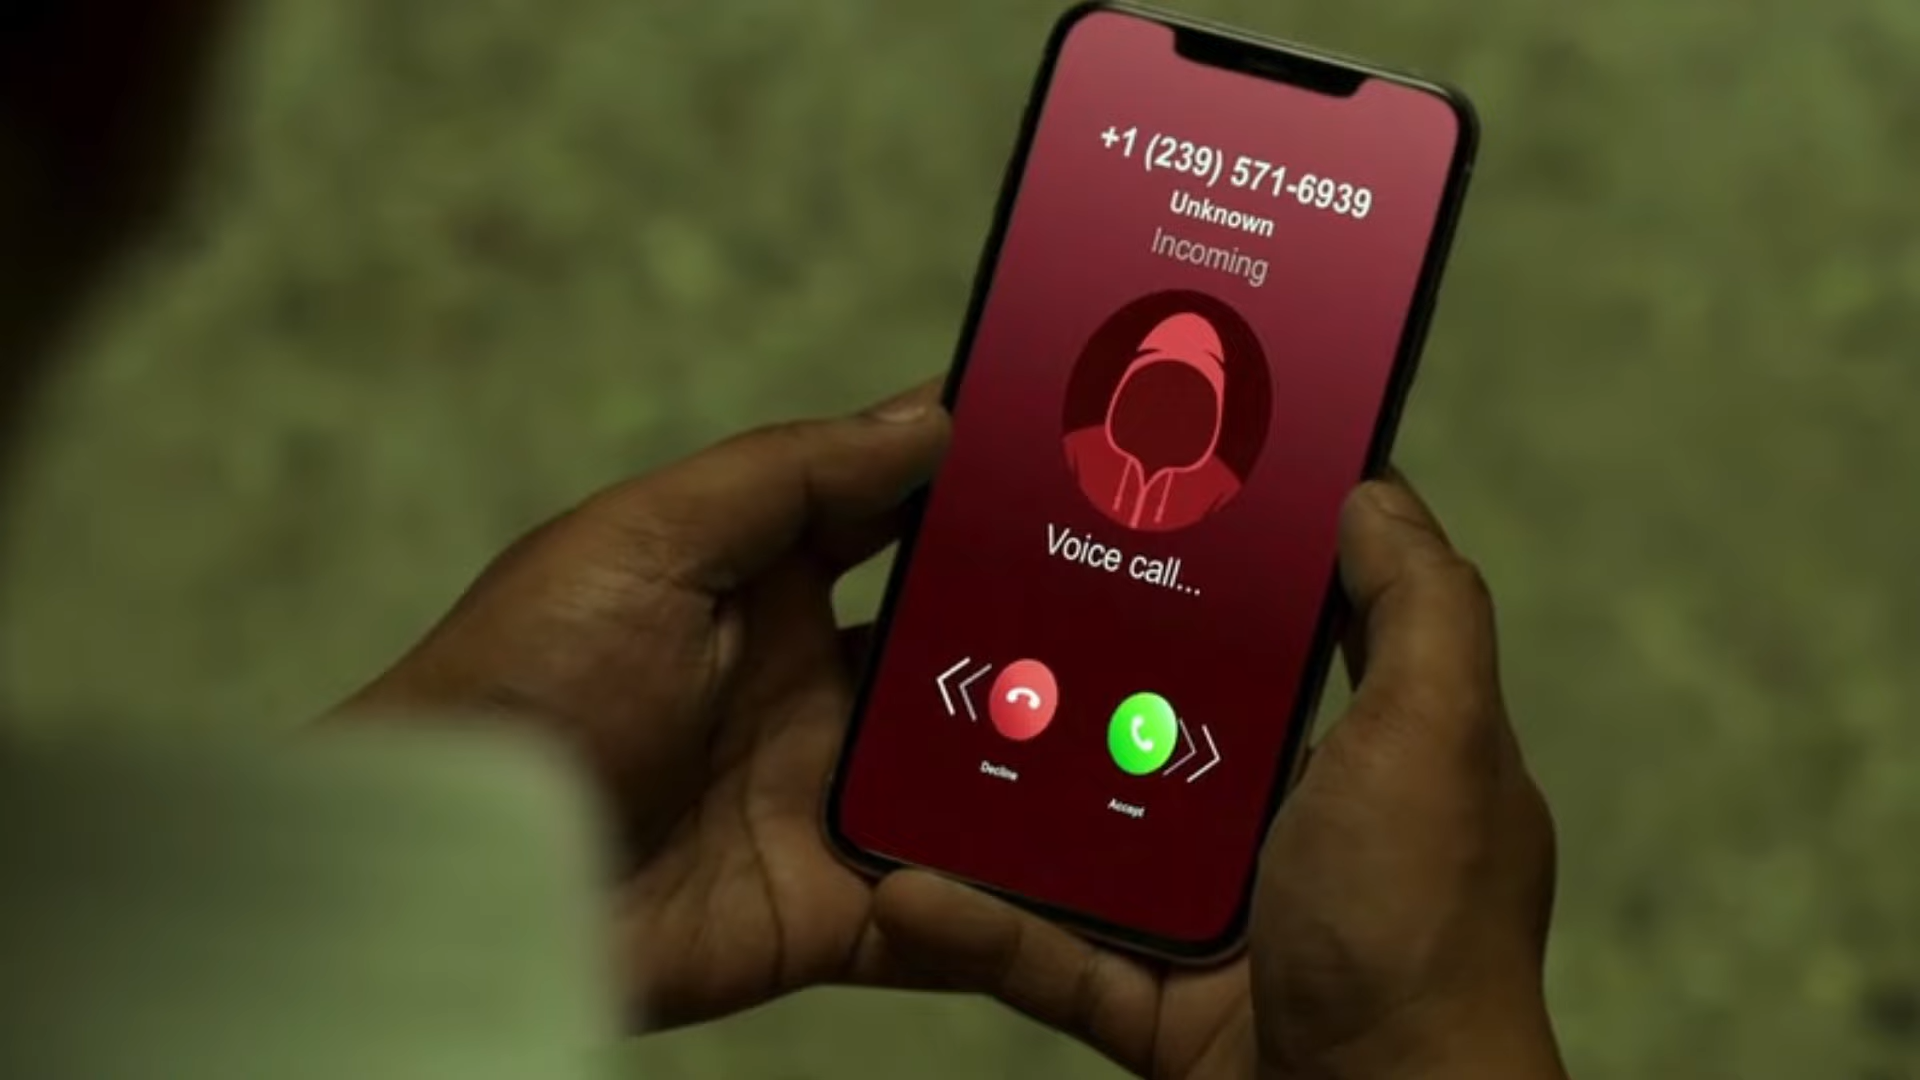 +1 (239) 571-6939
Unknown
Incoming
Voice call...
Decline
Accept